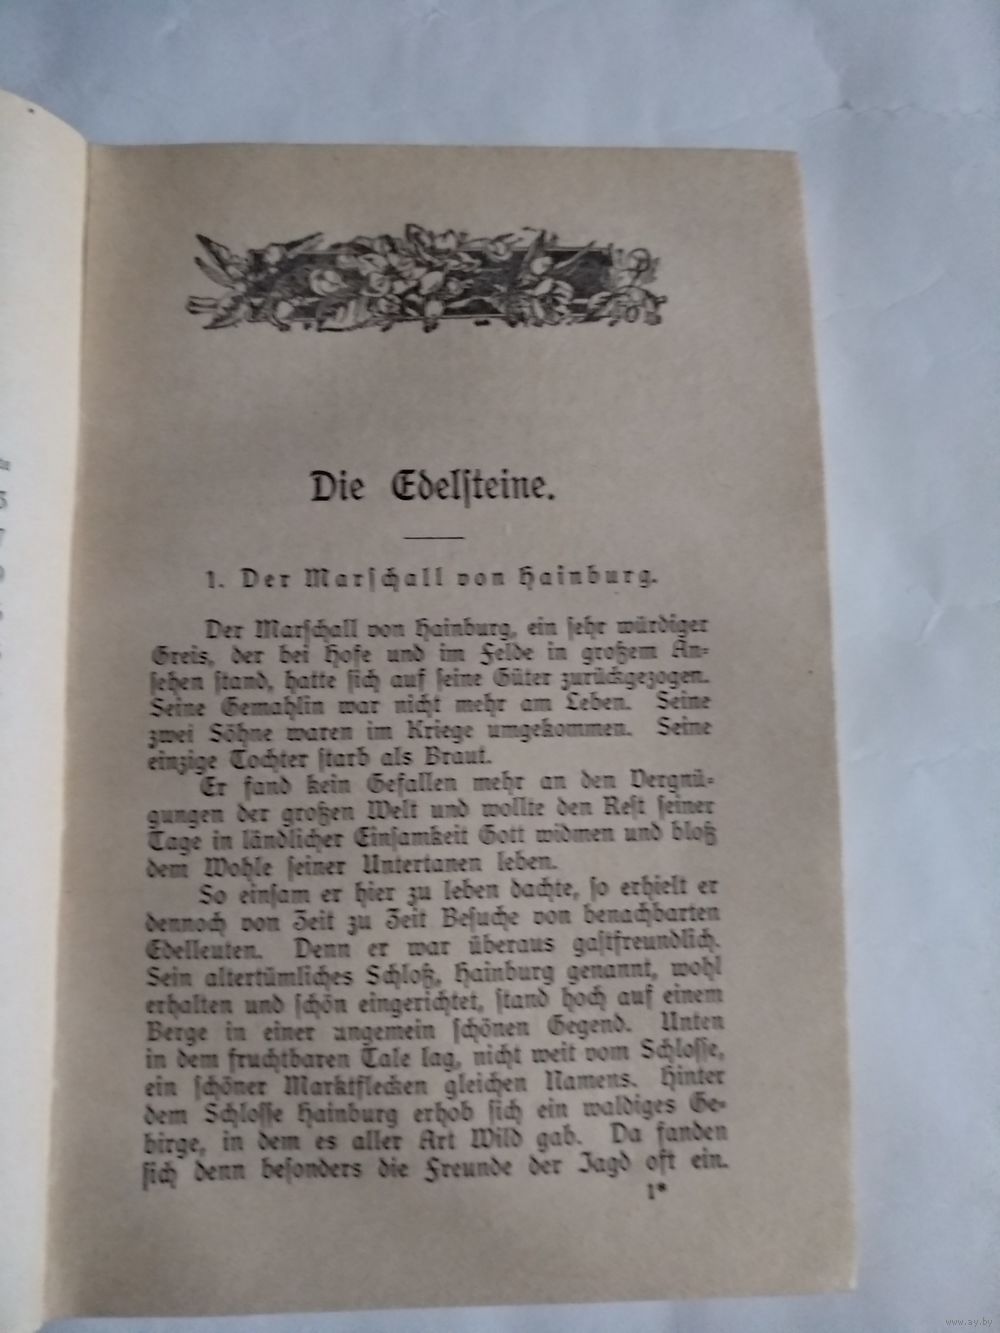 Die Edelsteine.
1. Der Marschall von Hainburg.
Der Marschall von Hainburg, ein sehr würdiger
Greis, der bei Hofe und im Felde in großem An-
sehen stand, hatte sich auf seine Güter zurückgezogen.
Seine Gemahlin war nicht mehr am Leben. Seine
zwei Söhne waren im Kriege umgekommen. Seine
einzige Tochter starb als Braut.
Er fand kein Gefallen mehr an den Vergnü-
gungen der großen Welt und wollte den Rest seiner
Tage in ländlicher Einsamkeit Gott widmen und bloß
dem Wohle seiner Untertanen leben.
So einsam er hier zu leben dachte, so erhielt er
dennoch von Zeit zu Zeit Besuche von benachbarten
Edelleuten. Denn er war überaus gastfreundlich.
Sein altertümliches Schloß, Hainburg genannt, wohl
erhalten und schön eingerichtet, stand hoch auf einem
Berge in einer ungemein schönen Gegend. Unten
in dem fruchtbaren Tale lag, nicht weit vom Schlosse,
ein schöner Marktflecken gleichen Namens. Hinter
dem Schlosse Hainburg erhob sich ein waldiges Ge-
birge, in dem es aller Art Wild gab. Da fanden
sich denn besonders die Freunde der Jagd oft ein.
1*
www.ay.by